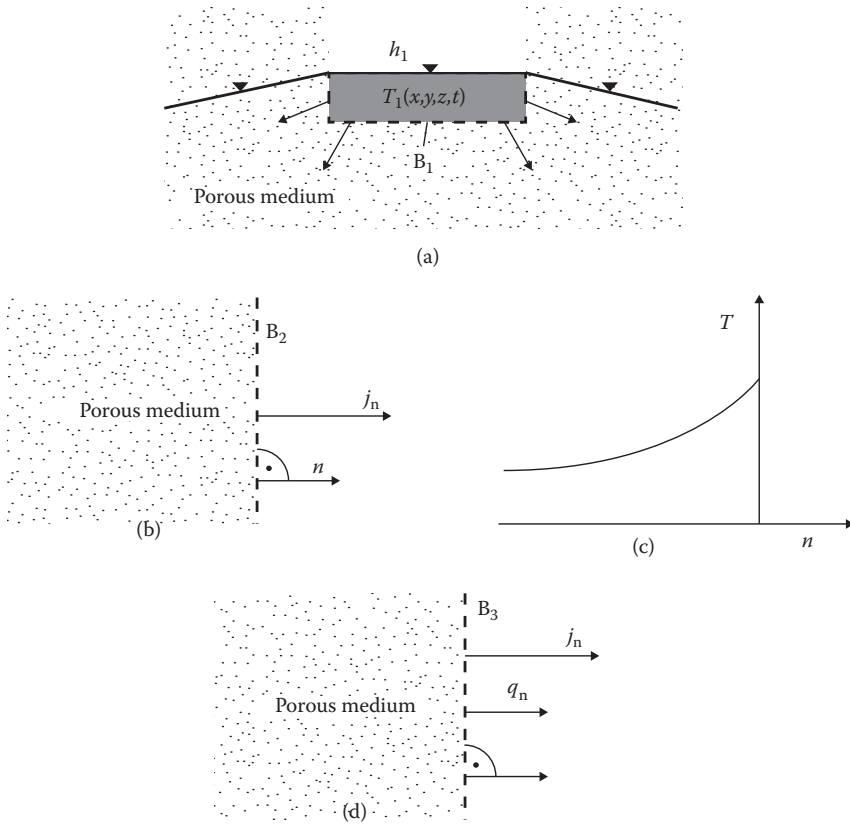 h₁
T₁(x,y,z,t)
B₁
Porous medium
(a)
B₂
Porous medium
jₙ
n
(b)
T
n
(c)
B₃
jₙ
qₙ
Porous medium
(d)